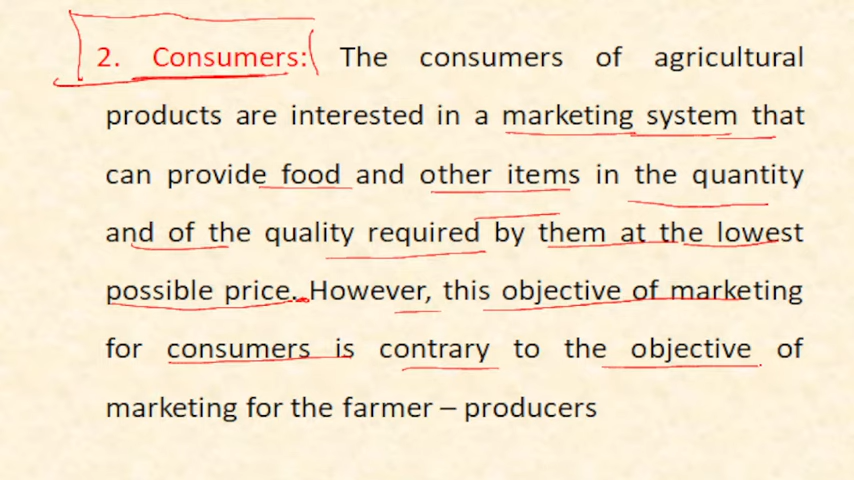 2. Consumers: The consumers of agricultural
products are interested in a marketing system that
can provide food and other items in the quantity
and of the quality required by them at the lowest
possible price. However, this objective of marketing
for consumers is contrary to the objective of
marketing for the farmer – producers